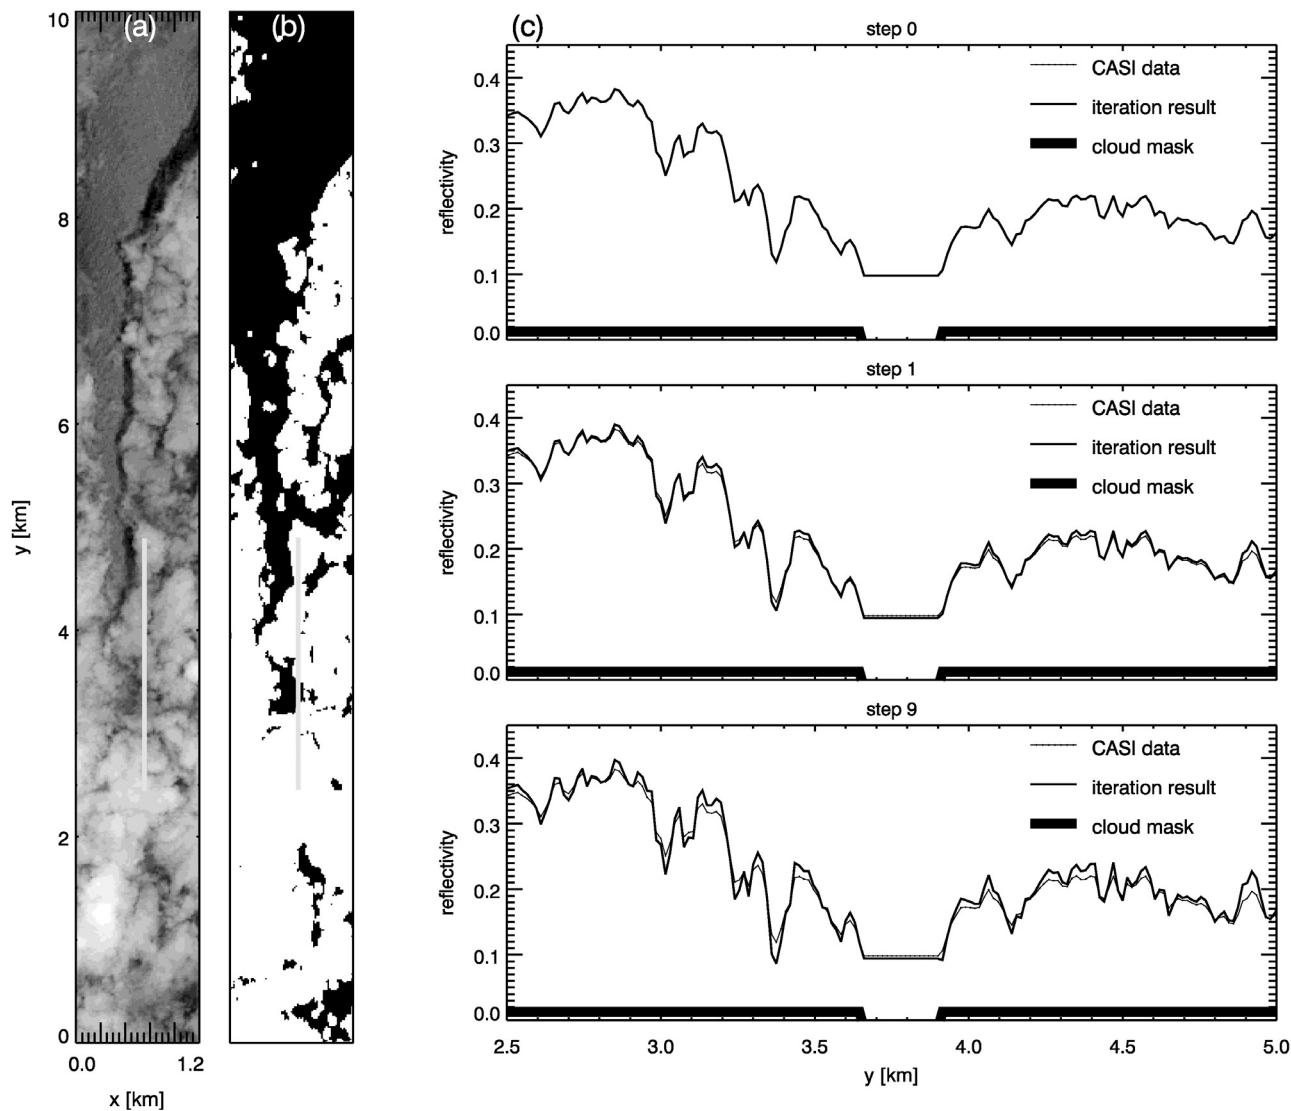 (a)
(b)
10
8
6
4
2
0
y [km]
0.0 1.2
x [km]
(c)
step 0
CASI data
iteration result
cloud mask
0.4
0.3
0.2
0.1
0.0
reflectivity
step 1
CASI data
iteration result
cloud mask
0.4
0.3
0.2
0.1
0.0
reflectivity
step 9
CASI data
iteration result
cloud mask
0.4
0.3
0.2
0.1
0.0
reflectivity
2.5 3.0 3.5 4.0 4.5 5.0
y [km]